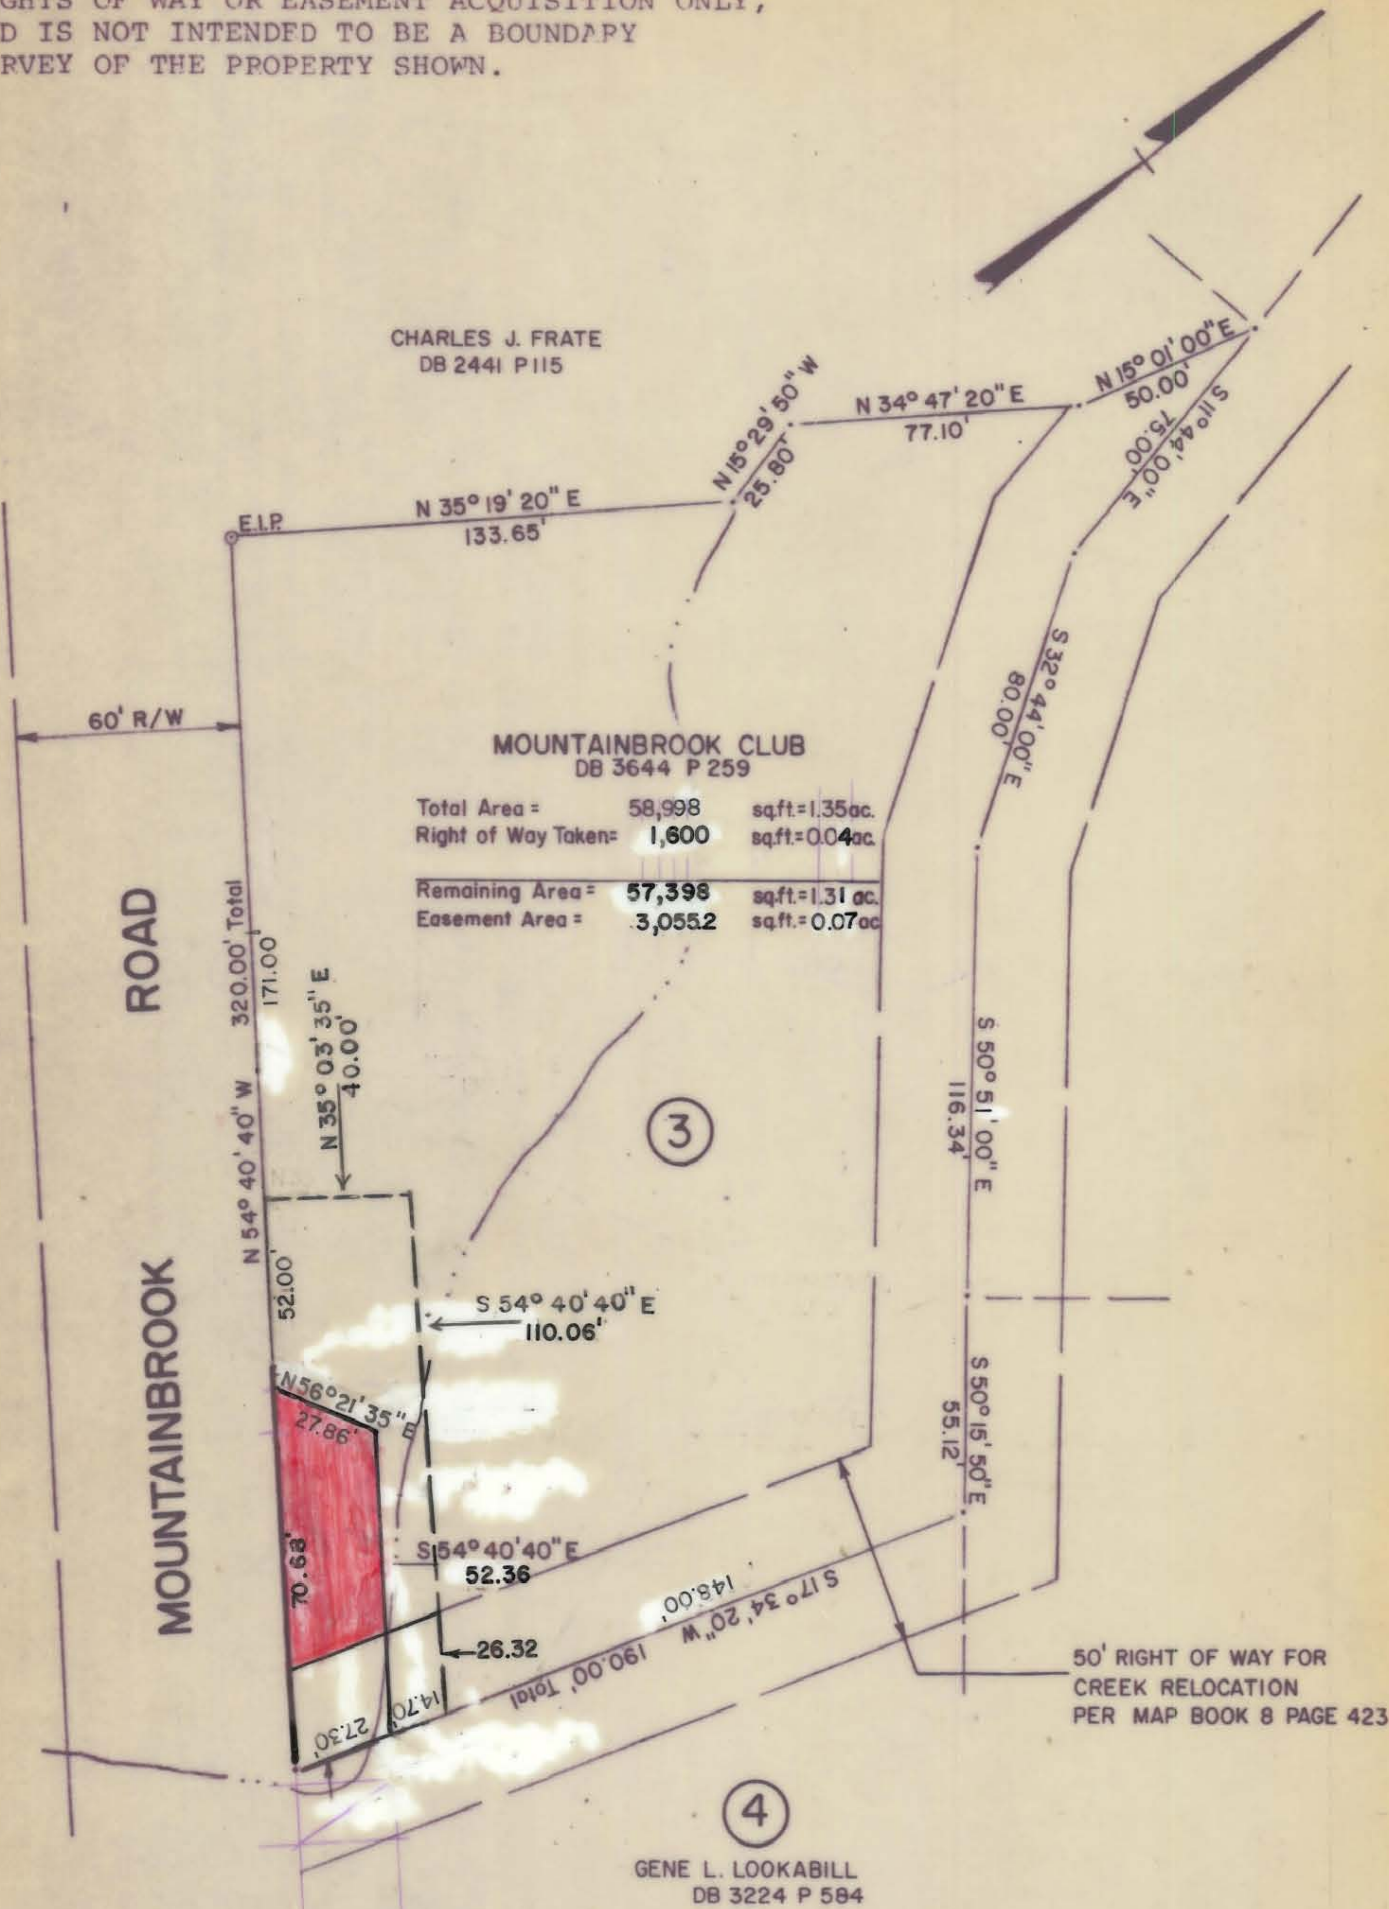 GHTS OF WAY OR EASEMENT ACQUISITION ONLY,
D IS NOT INTENDED TO BE A BOUNDARY
RVEY OF THE PROPERTY SHOWN.
CHARLES J. FRATE
DB 2441 P 115
N 15° 29' 50" W
25.80'
N 34° 47' 20" E
77.10'
N 15° 01' 00" E
50.00'
S 11° 44' 00" E
75.00'
E.I.P.
N 35° 19' 20" E
133.65'
S 32° 44' 00" E
80.00'
60' R/W
MOUNTAINBROOK CLUB
DB 3644 P 259
Total Area = 58,998 sq.ft.=1.35ac.
Right of Way Taken= 1,600 sq.ft.=0.04ac.
Remaining Area = 57,398 sq.ft.=1.31 ac.
Easement Area = 3,055.2 sq.ft.=0.07ac
MOUNTAINBROOK ROAD
N 54° 40' 40" W 320.00' Total
171.00'
N 35° 03' 35" E
40.00'
3
S 50° 51' 00" E
116.34'
52.00'
S 54° 40' 40" E
110.06'
N 56° 21' 35" E
27.86'
S 50° 15' 50" E
55.12'
70.68'
S 54° 40' 40" E
52.36
S 17° 34' 20" W
148.00'
190.00' Total
26.32
14.70'
27.30'
50' RIGHT OF WAY FOR
CREEK RELOCATION
PER MAP BOOK 8 PAGE 423
4
GENE L. LOOKABILL
DB 3224 P 584